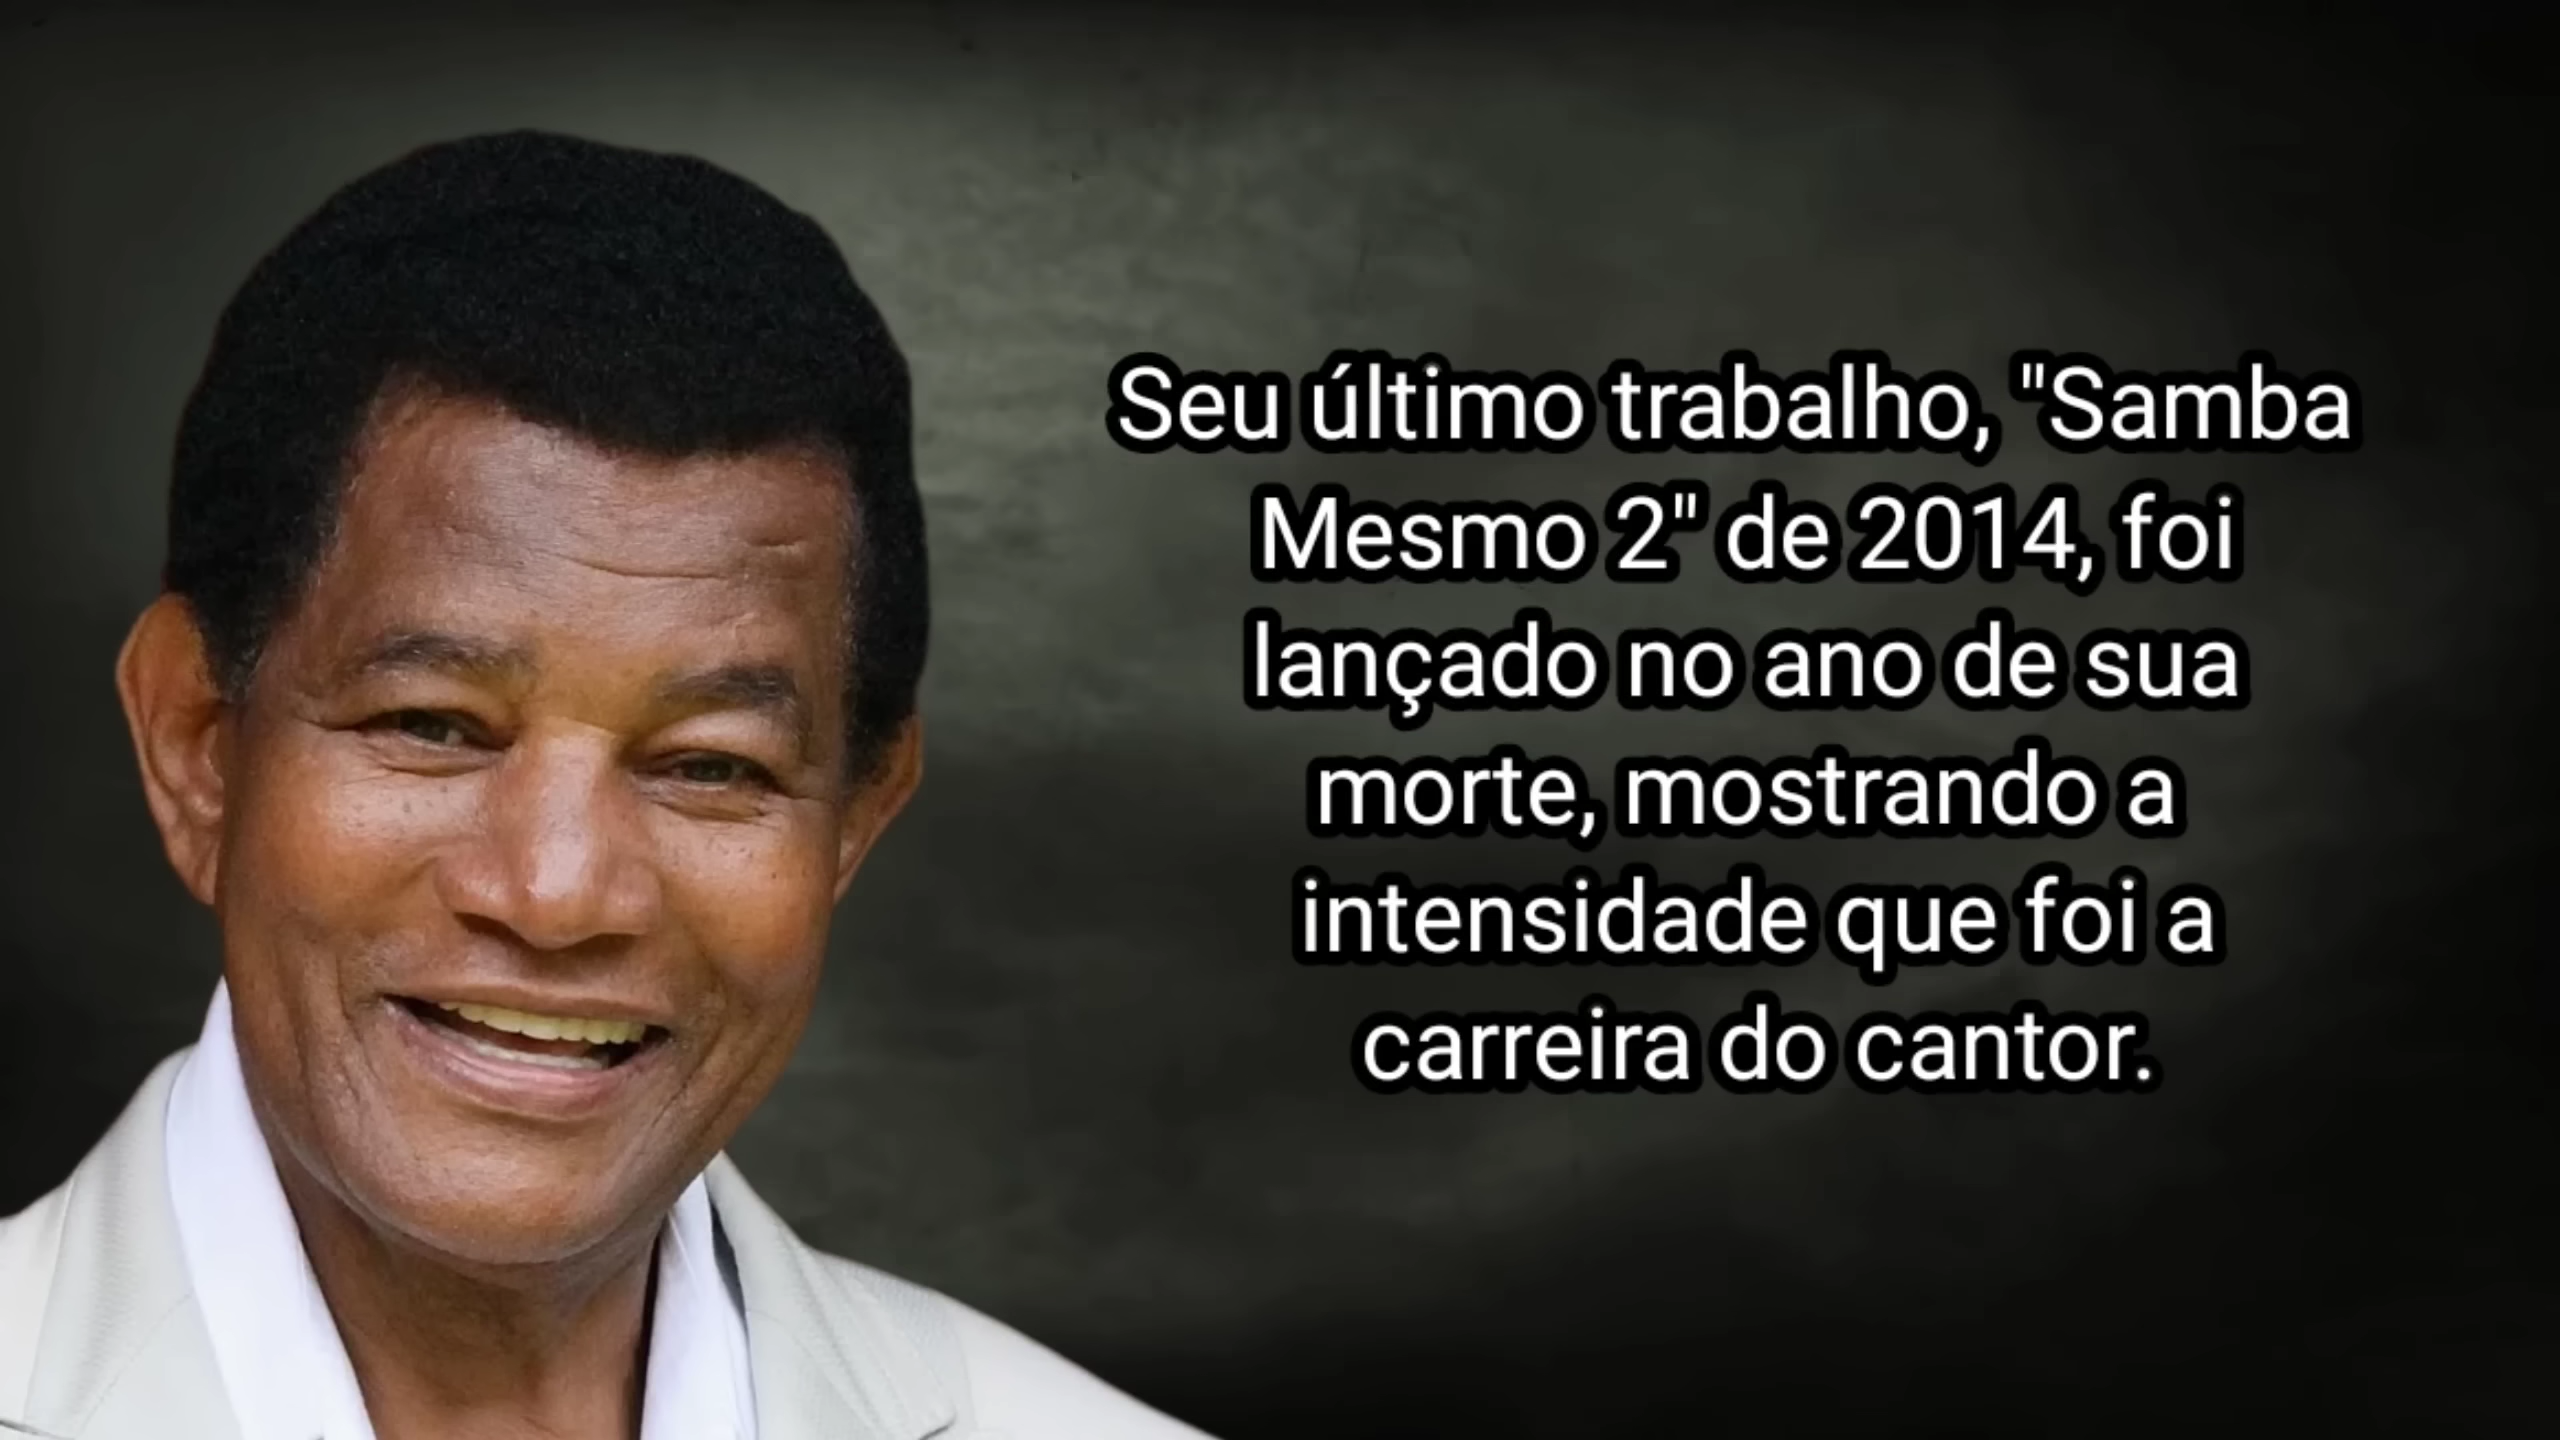 Seu último trabalho, "Samba
Mesmo 2" de 2014, foi
lançado no ano de sua
morte, mostrando a
intensidade que foi a
carreira do cantor.